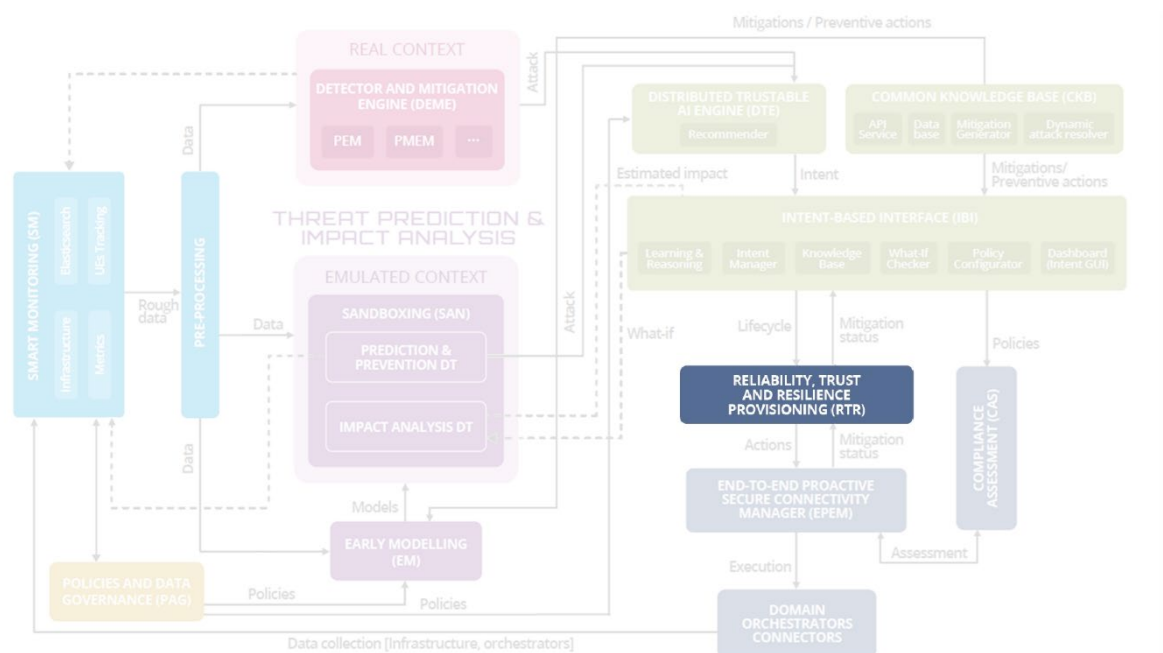 Mitigations / Preventive actions
REAL CONTEXT
DETECTOR AND MITIGATION
ENGINE (DEME)
PEM
PMEM
...
Attack
DISTRIBUTED TRUSTABLE
AI ENGINE (DTE)
Recommender
COMMON KNOWLEDGE BASE (CKB)
API
Service
Data
base
Mitigation
Generator
Dynamic
attack resolver
Data
Estimated impact
Intent
Mitigations/
Preventive actions
SMART MONITORING (SM)
Elasticsearch
UEs Tracking
Infrastructure
Metrics
Rough
data
PRE-PROCESSING
Data
Data
THREAT PREDICTION &
IMPACT ANALYSIS
EMULATED CONTEXT
SANDBOXING (SAN)
PREDICTION &
PREVENTION DT
IMPACT ANALYSIS DT
Attack
What-if
INTENT-BASED INTERFACE (IBI)
Learning &
Reasoning
Intent
Manager
Knowledge
Base
What-If
Checker
Policy
Configurator
Dashboard
(Intent GUI)
Lifecycle
Mitigation
status
Policies
RELIABILITY, TRUST
AND RESILIENCE
PROVISIONING (RTR)
COMPLIANCE
ASSESSMENT (CAS)
Actions
Mitigation
status
END-TO-END PROACTIVE
SECURE CONNECTIVITY
MANAGER (EPEM)
Assessment
Execution
DOMAIN
ORCHESTRATORS
CONNECTORS
Models
EARLY MODELLING
(EM)
POLICIES AND DATA
GOVERNANCE (PAG)
Policies
Policies
Data collection [Infrastructure, orchestrators]